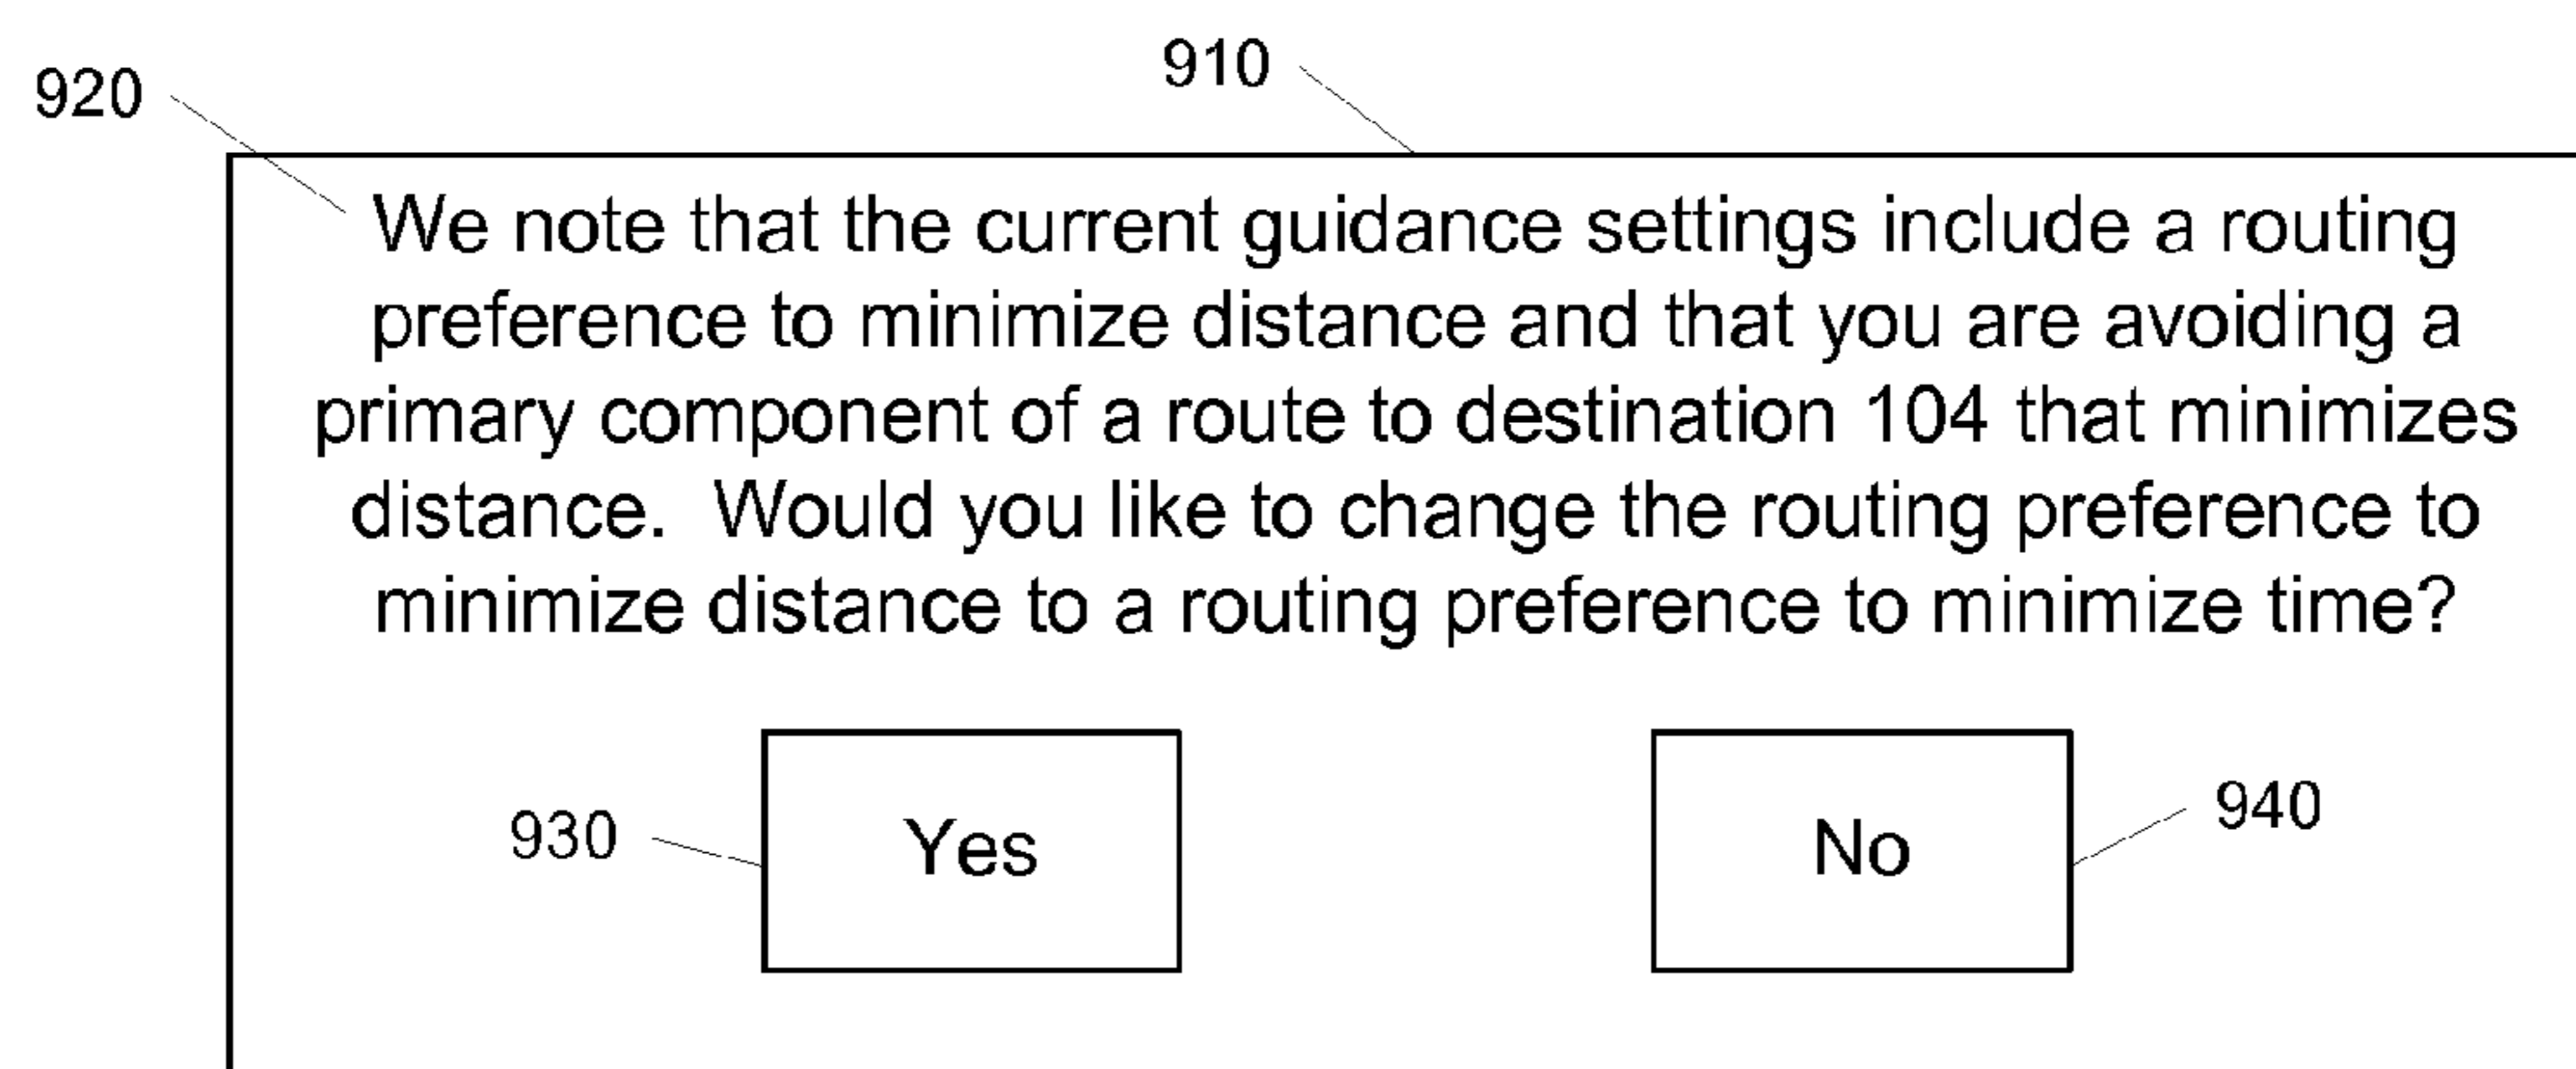 910
920
We note that the current guidance settings include a routing
preference to minimize distance and that you are avoiding a
primary component of a route to destination 104 that minimizes
distance.  Would you like to change the routing preference to
minimize distance to a routing preference to minimize time?
930
Yes
No
940